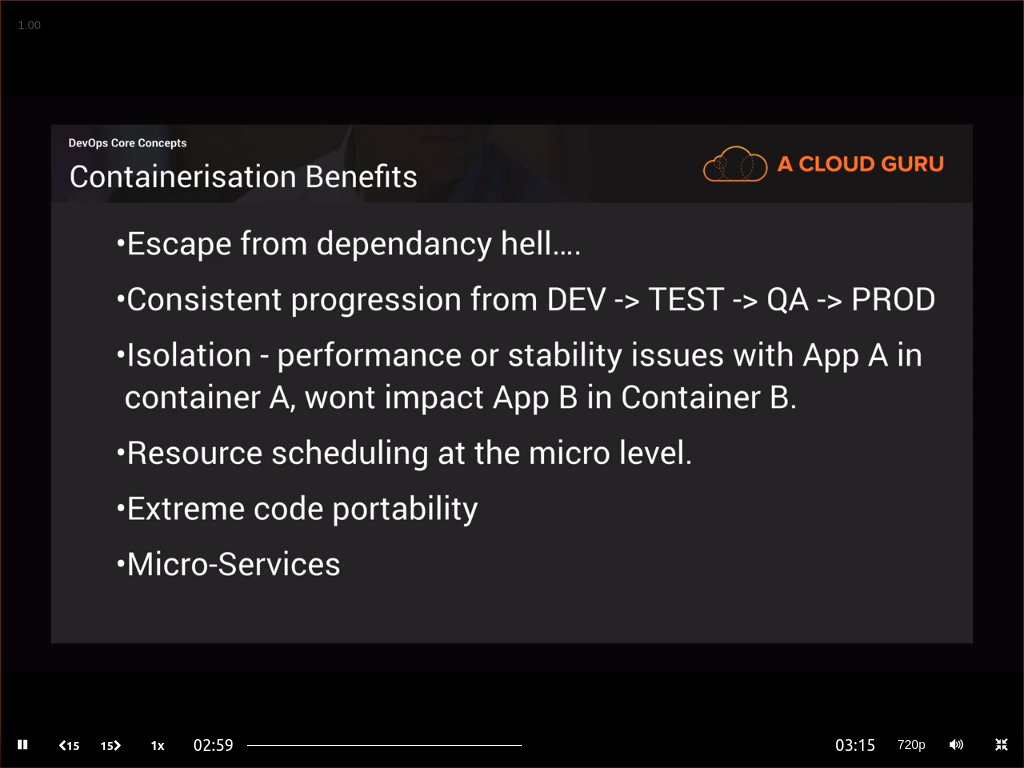 1.00
DevOps Core Concepts
Containerisation Benefits
A CLOUD GURU
•Escape from dependancy hell....
•Consistent progression from DEV -> TEST -> QA -> PROD
•Isolation - performance or stability issues with App A in
container A, wont impact App B in Container B.
•Resource scheduling at the micro level.
•Extreme code portability
•Micro-Services
15 15 1x 02:59 03:15 720p